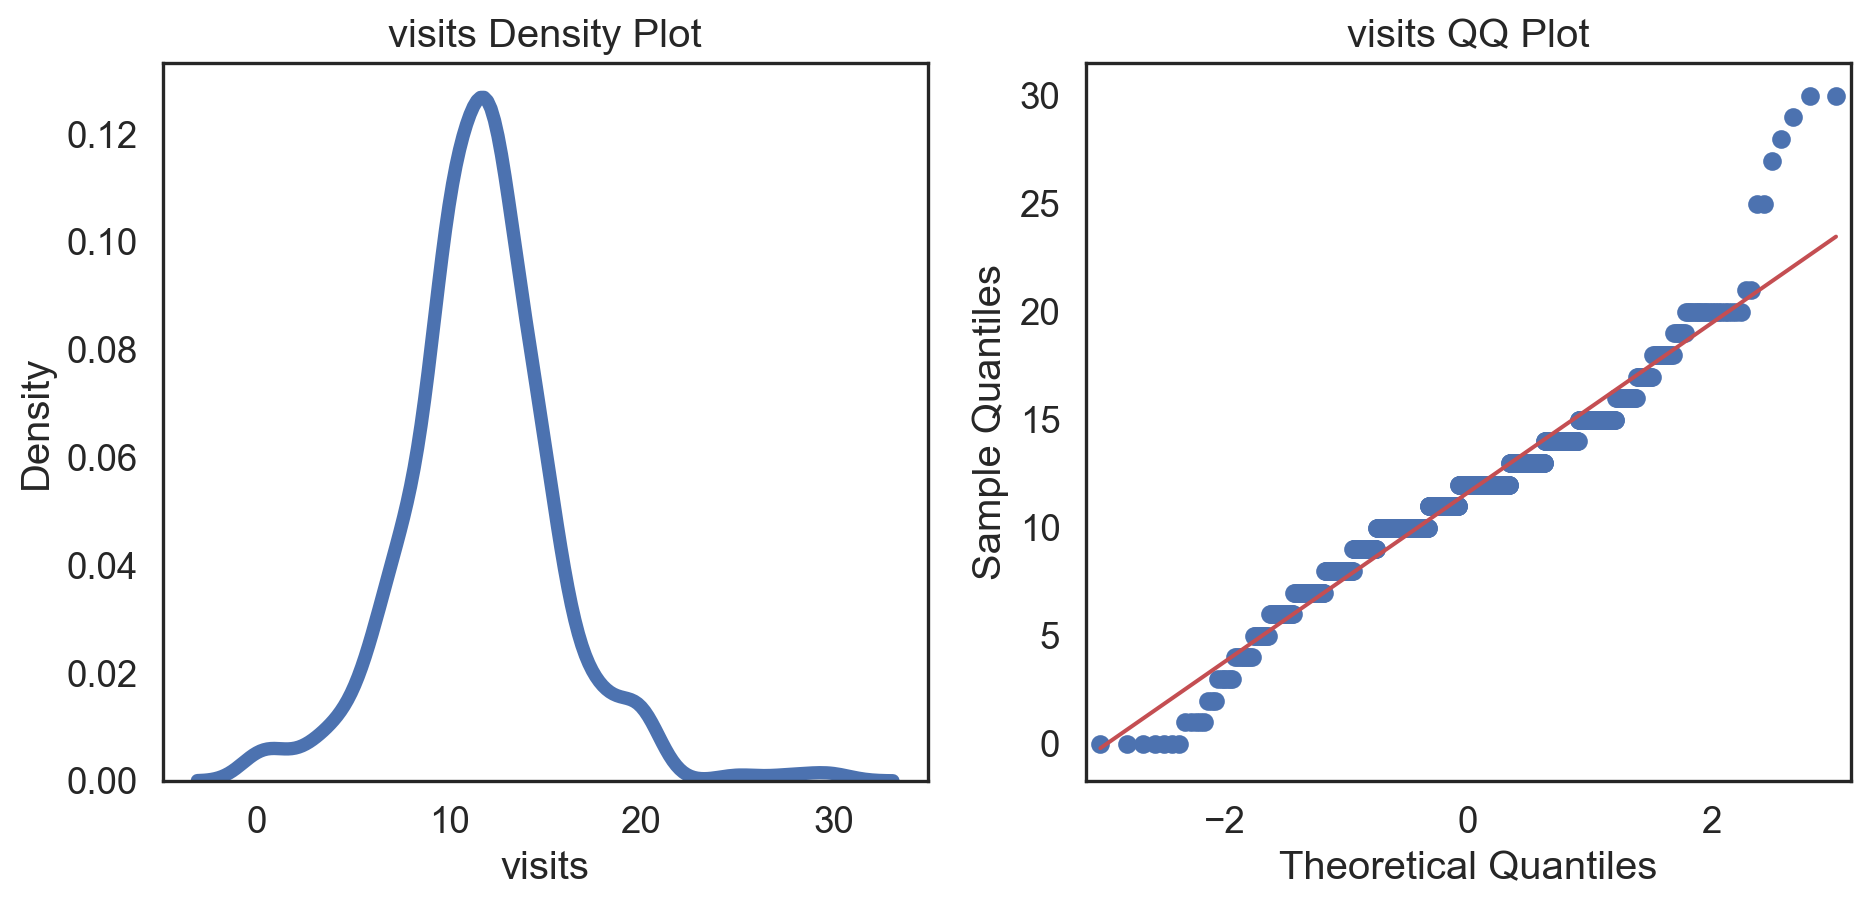 visits Density Plot
Density
0.12
0.10
0.08
0.06
0.04
0.02
0.00
0 10 20 30
visits
visits QQ Plot
Sample Quantiles
30
25
20
15
10
5
0
−2 0 2
Theoretical Quantiles